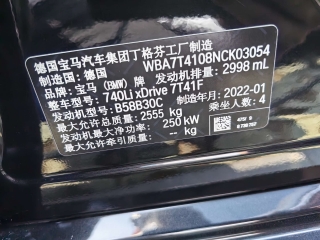 德国宝马汽车集团丁格芬工厂制造
制造国: 德国 WBA7T4108NCK03054
品牌: 宝马 (BMW) 牌 发动机排量: 2998 mL
整车型号: 740Li xDrive 7T41F
发动机型号: B58B30C 制造年月: 2022-01
最大允许总质量: 2555 kg 乘坐人数: 4
发动机最大净功率: 250 kW
最大允许牵引质量: kg